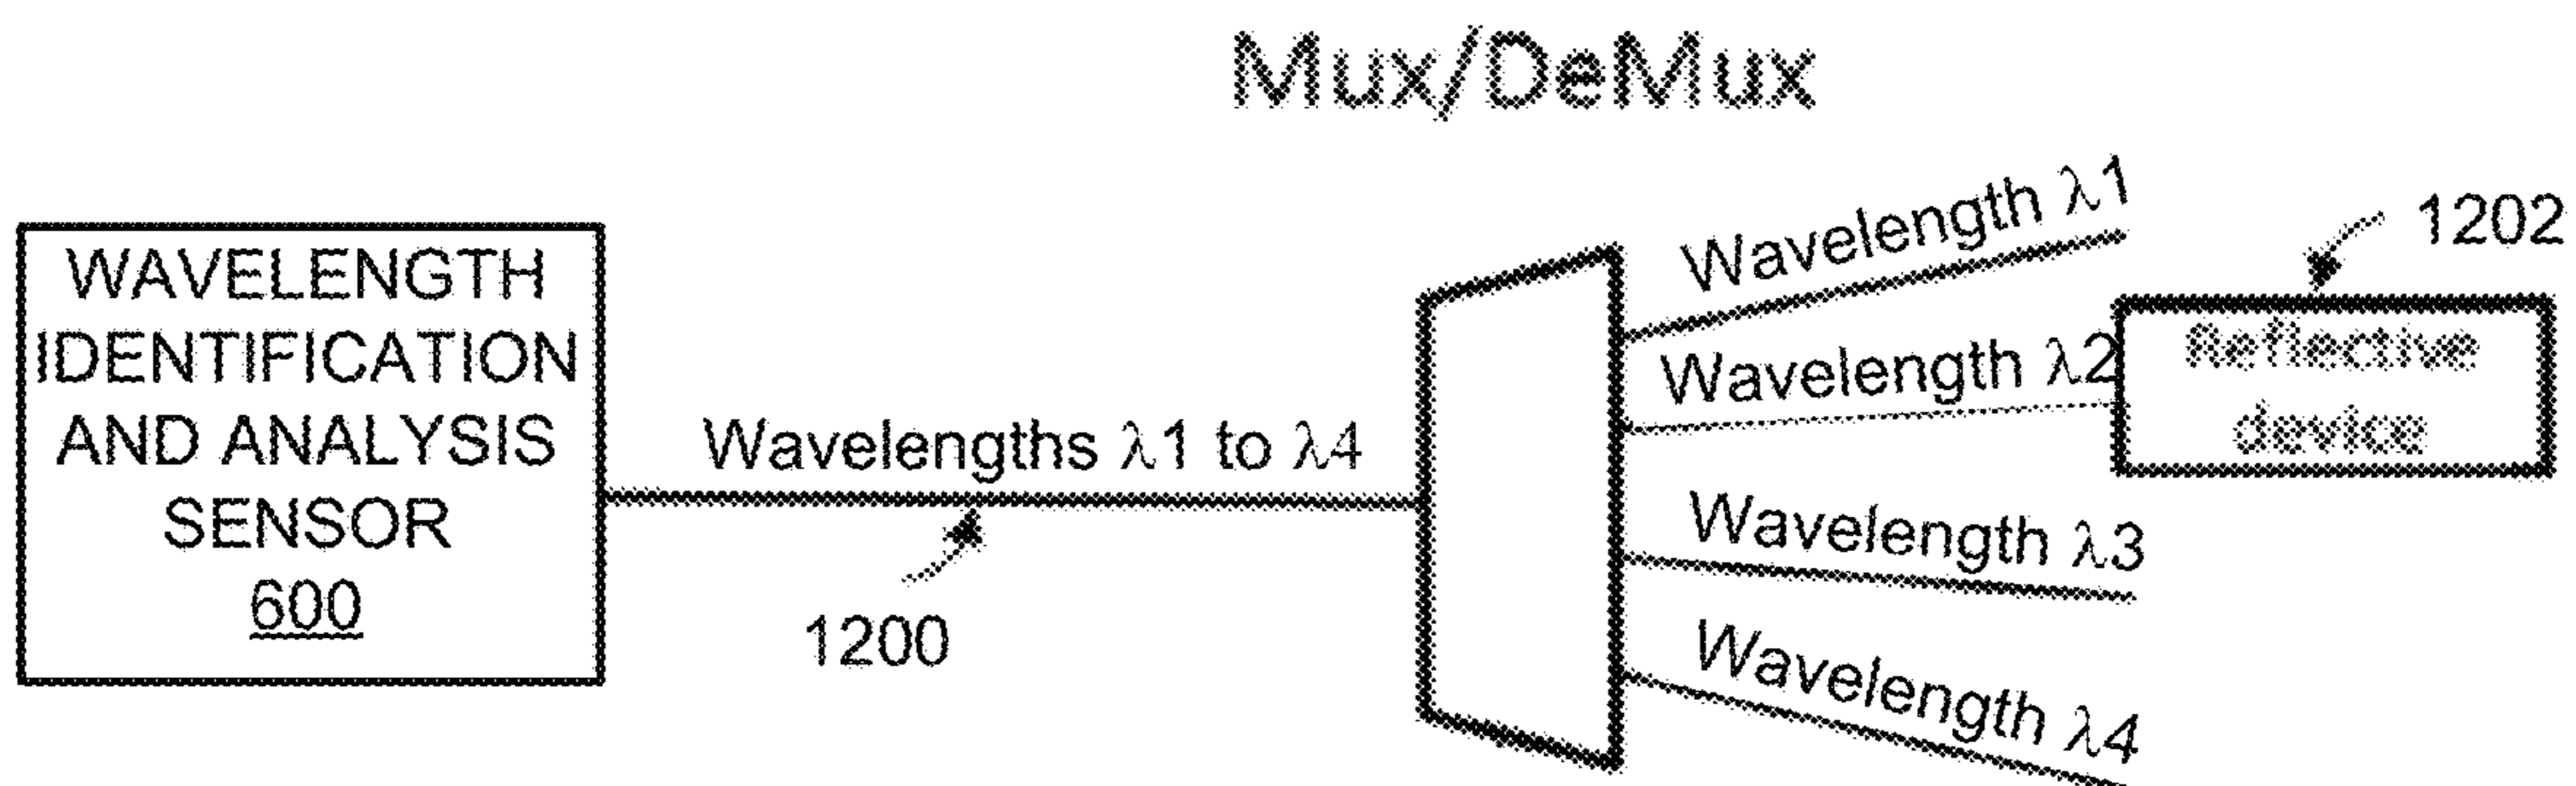 Mux/DeMux
WAVELENGTH
IDENTIFICATION
AND ANALYSIS
SENSOR
600
Wavelengths λ1 to λ4
1200
Wavelength λ1
Wavelength λ2
Wavelength λ3
Wavelength λ4
1202
Reflective
device